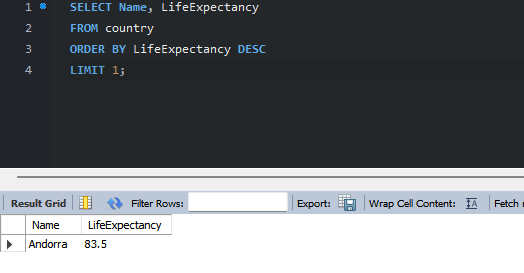 1 SELECT Name, LifeExpectancy
2 FROM country
3 ORDER BY LifeExpectancy DESC
4 LIMIT 1;
Result Grid Filter Rows: Export: Wrap Cell Content: Fetch
Name LifeExpectancy
Andorra 83.5